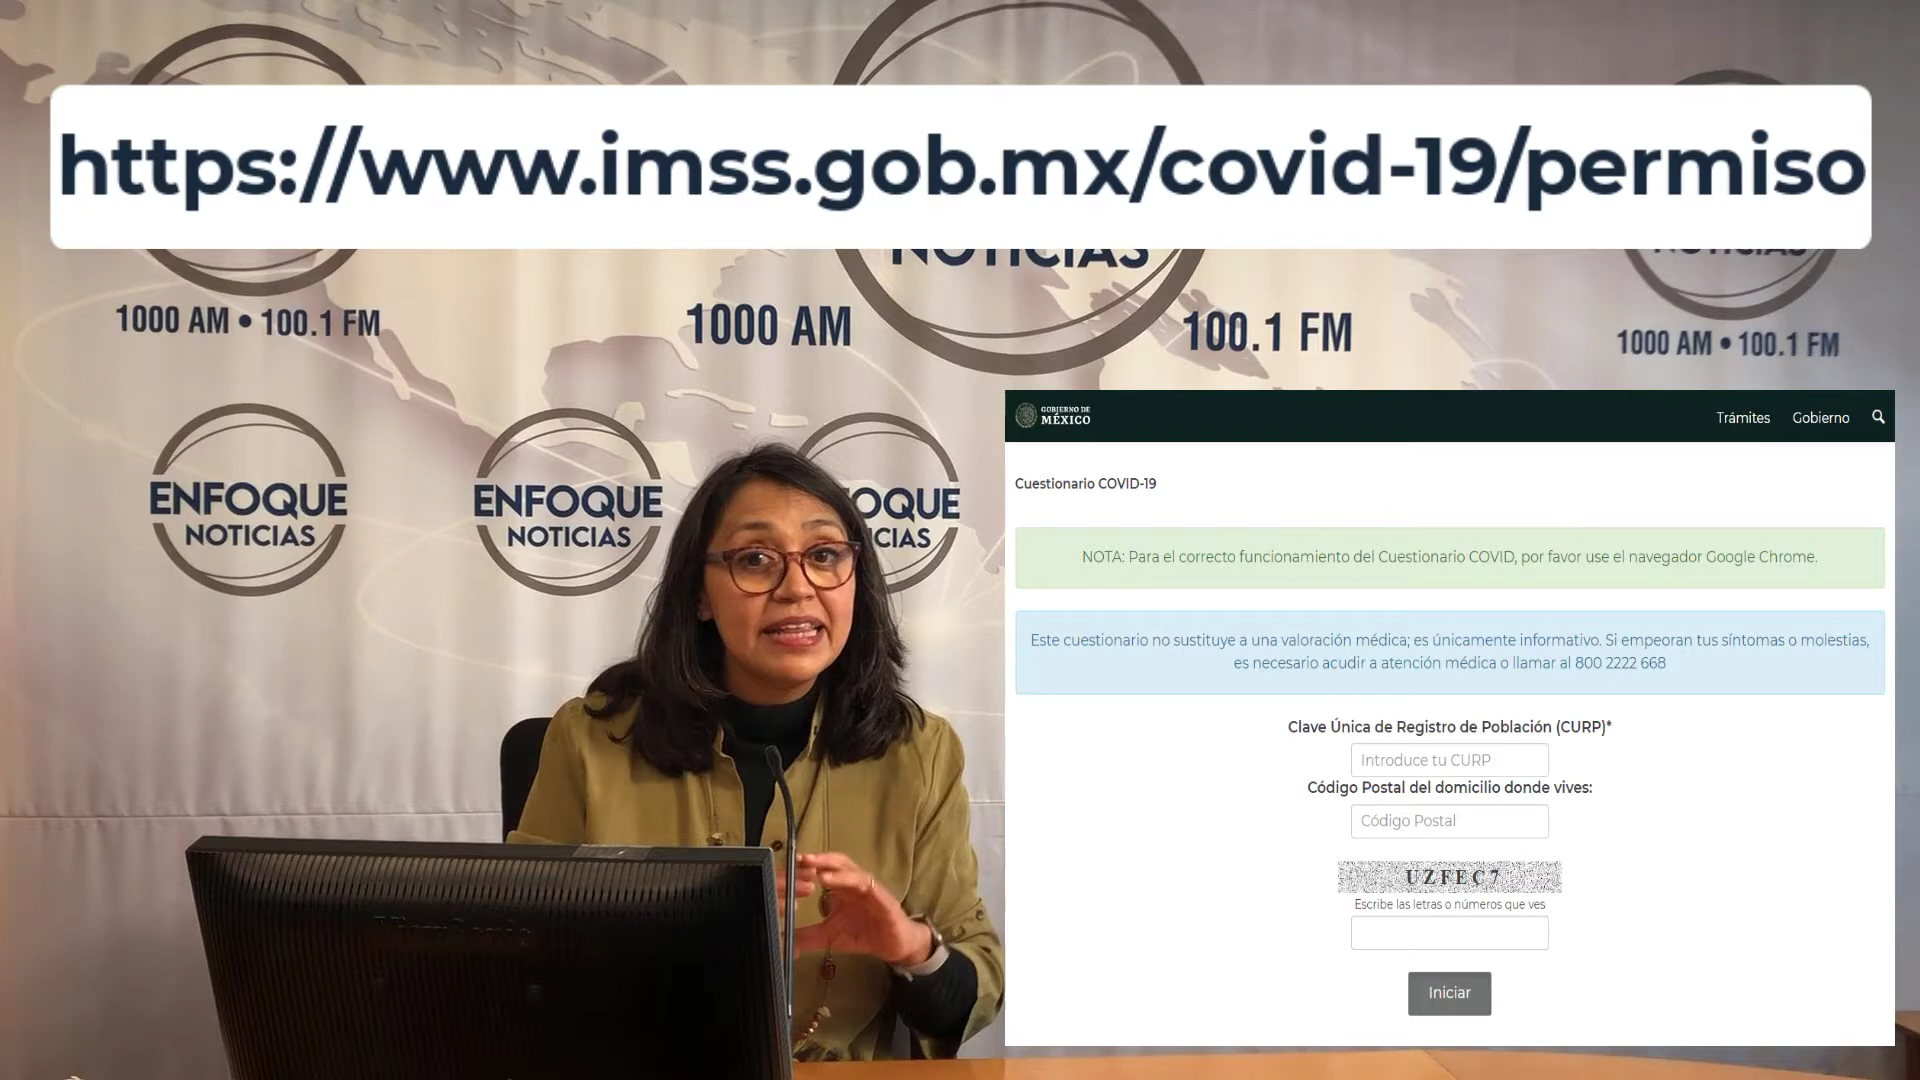 https://www.imss.gob.mx/covid-19/permiso
NOTICIAS
NOTICIAS
1000 AM • 100.1 FM
1000 AM
100.1 FM
1000 AM • 100.1 FM
ENFOQUE
NOTICIAS
ENFOQUE
NOTICIAS
OQUE
CIAS
GOBIERNO DE
MÉXICO
Trámites
Gobierno
Cuestionario COVID-19
NOTA: Para el correcto funcionamiento del Cuestionario COVID, por favor use el navegador Google Chrome.
Este cuestionario no sustituye a una valoración médica; es únicamente informativo. Si empeoran tus síntomas o molestias,
es necesario acudir a atención médica o llamar al 800 2222 668
Clave Única de Registro de Población (CURP)*
Introduce tu CURP
Código Postal del domicilio donde vives:
Código Postal
UZFEC7
Escribe las letras o números que ves
Iniciar